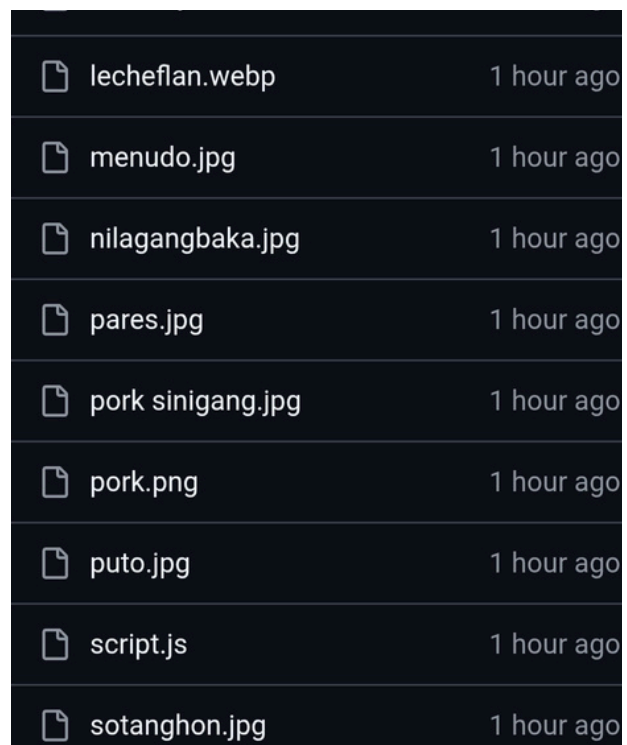 lecheflan.webp 1 hour ago
menudo.jpg 1 hour ago
nilagangbaka.jpg 1 hour ago
pares.jpg 1 hour ago
pork sinigang.jpg 1 hour ago
pork.png 1 hour ago
puto.jpg 1 hour ago
script.js 1 hour ago
sotanghon.jpg 1 hour ago